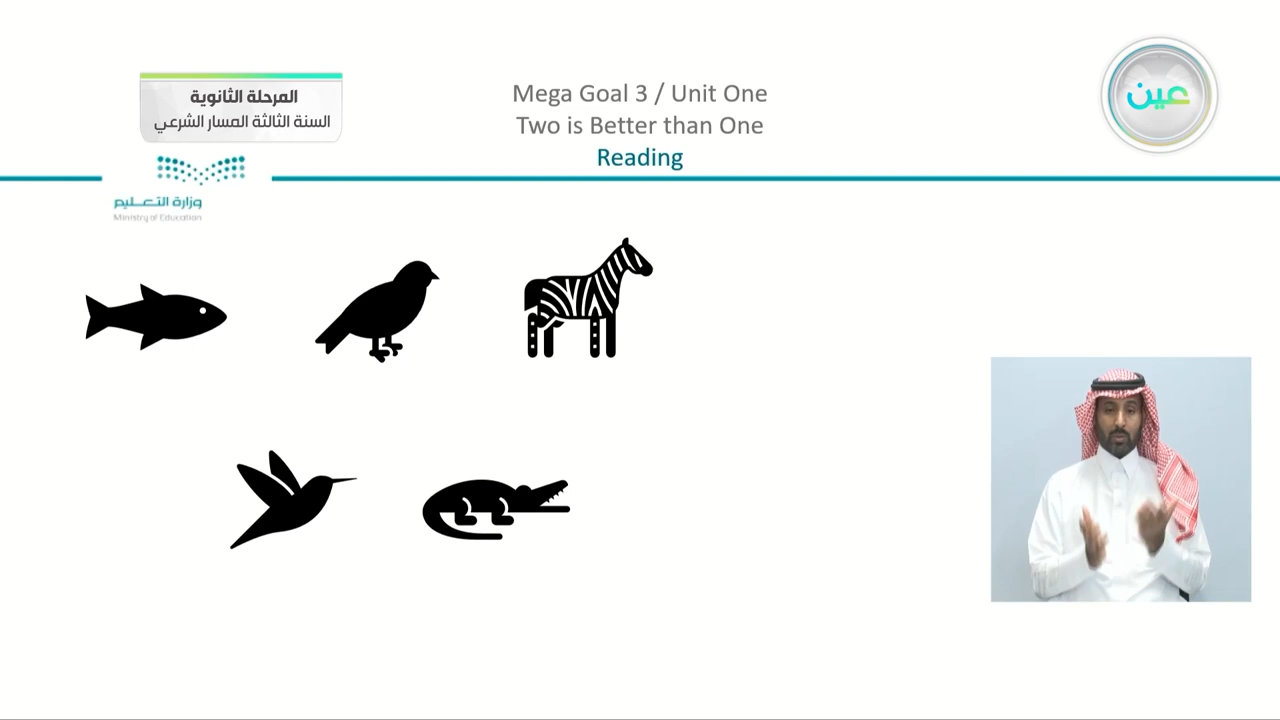 المرحلة الثانوية
السنة الثالثة المسار الشرعي
Mega Goal 3 / Unit One
Two is Better than One
Reading
عين
وزارة التعليم
Ministry of Education